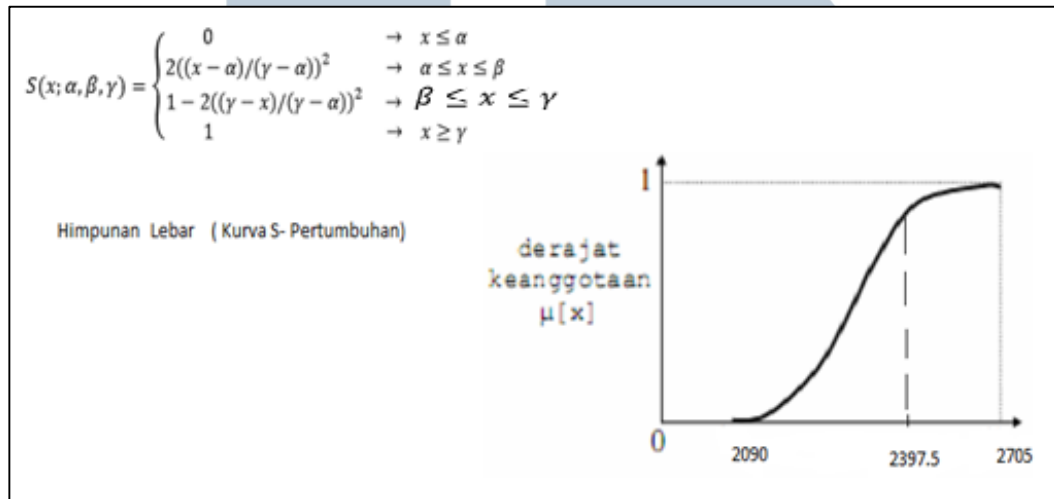 0 → x ≤ α
2((x − α)/(γ − α))² → α ≤ x ≤ β
S(x; α, β, γ) = {
1 − 2((γ − x)/(γ − α))² → β ≤ x ≤ γ
1 → x ≥ γ
Himpunan Lebar ( Kurva S- Pertumbuhan)
1
derajat
keanggotaan
μ[x]
0
2090
2397.5
2705